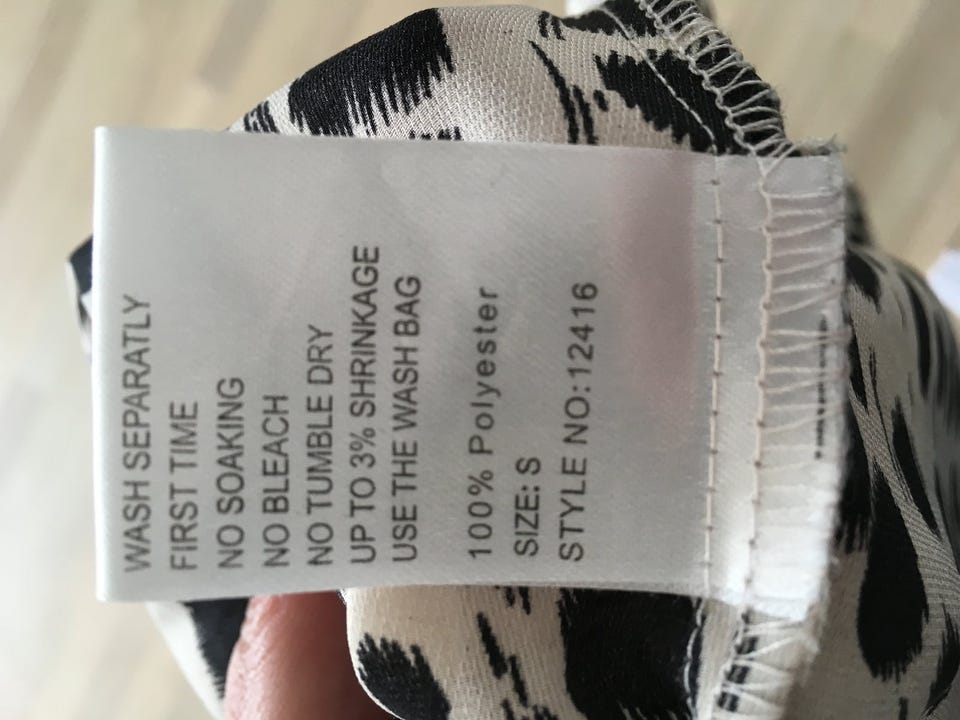 WASH SEPARATLY
FIRST TIME
NO SOAKING
NO BLEACH
NO TUMBLE DRY
UP TO 3% SHRINKAGE
USE THE WASH BAG
100% Polyester
SIZE: S
STYLE NO:12416